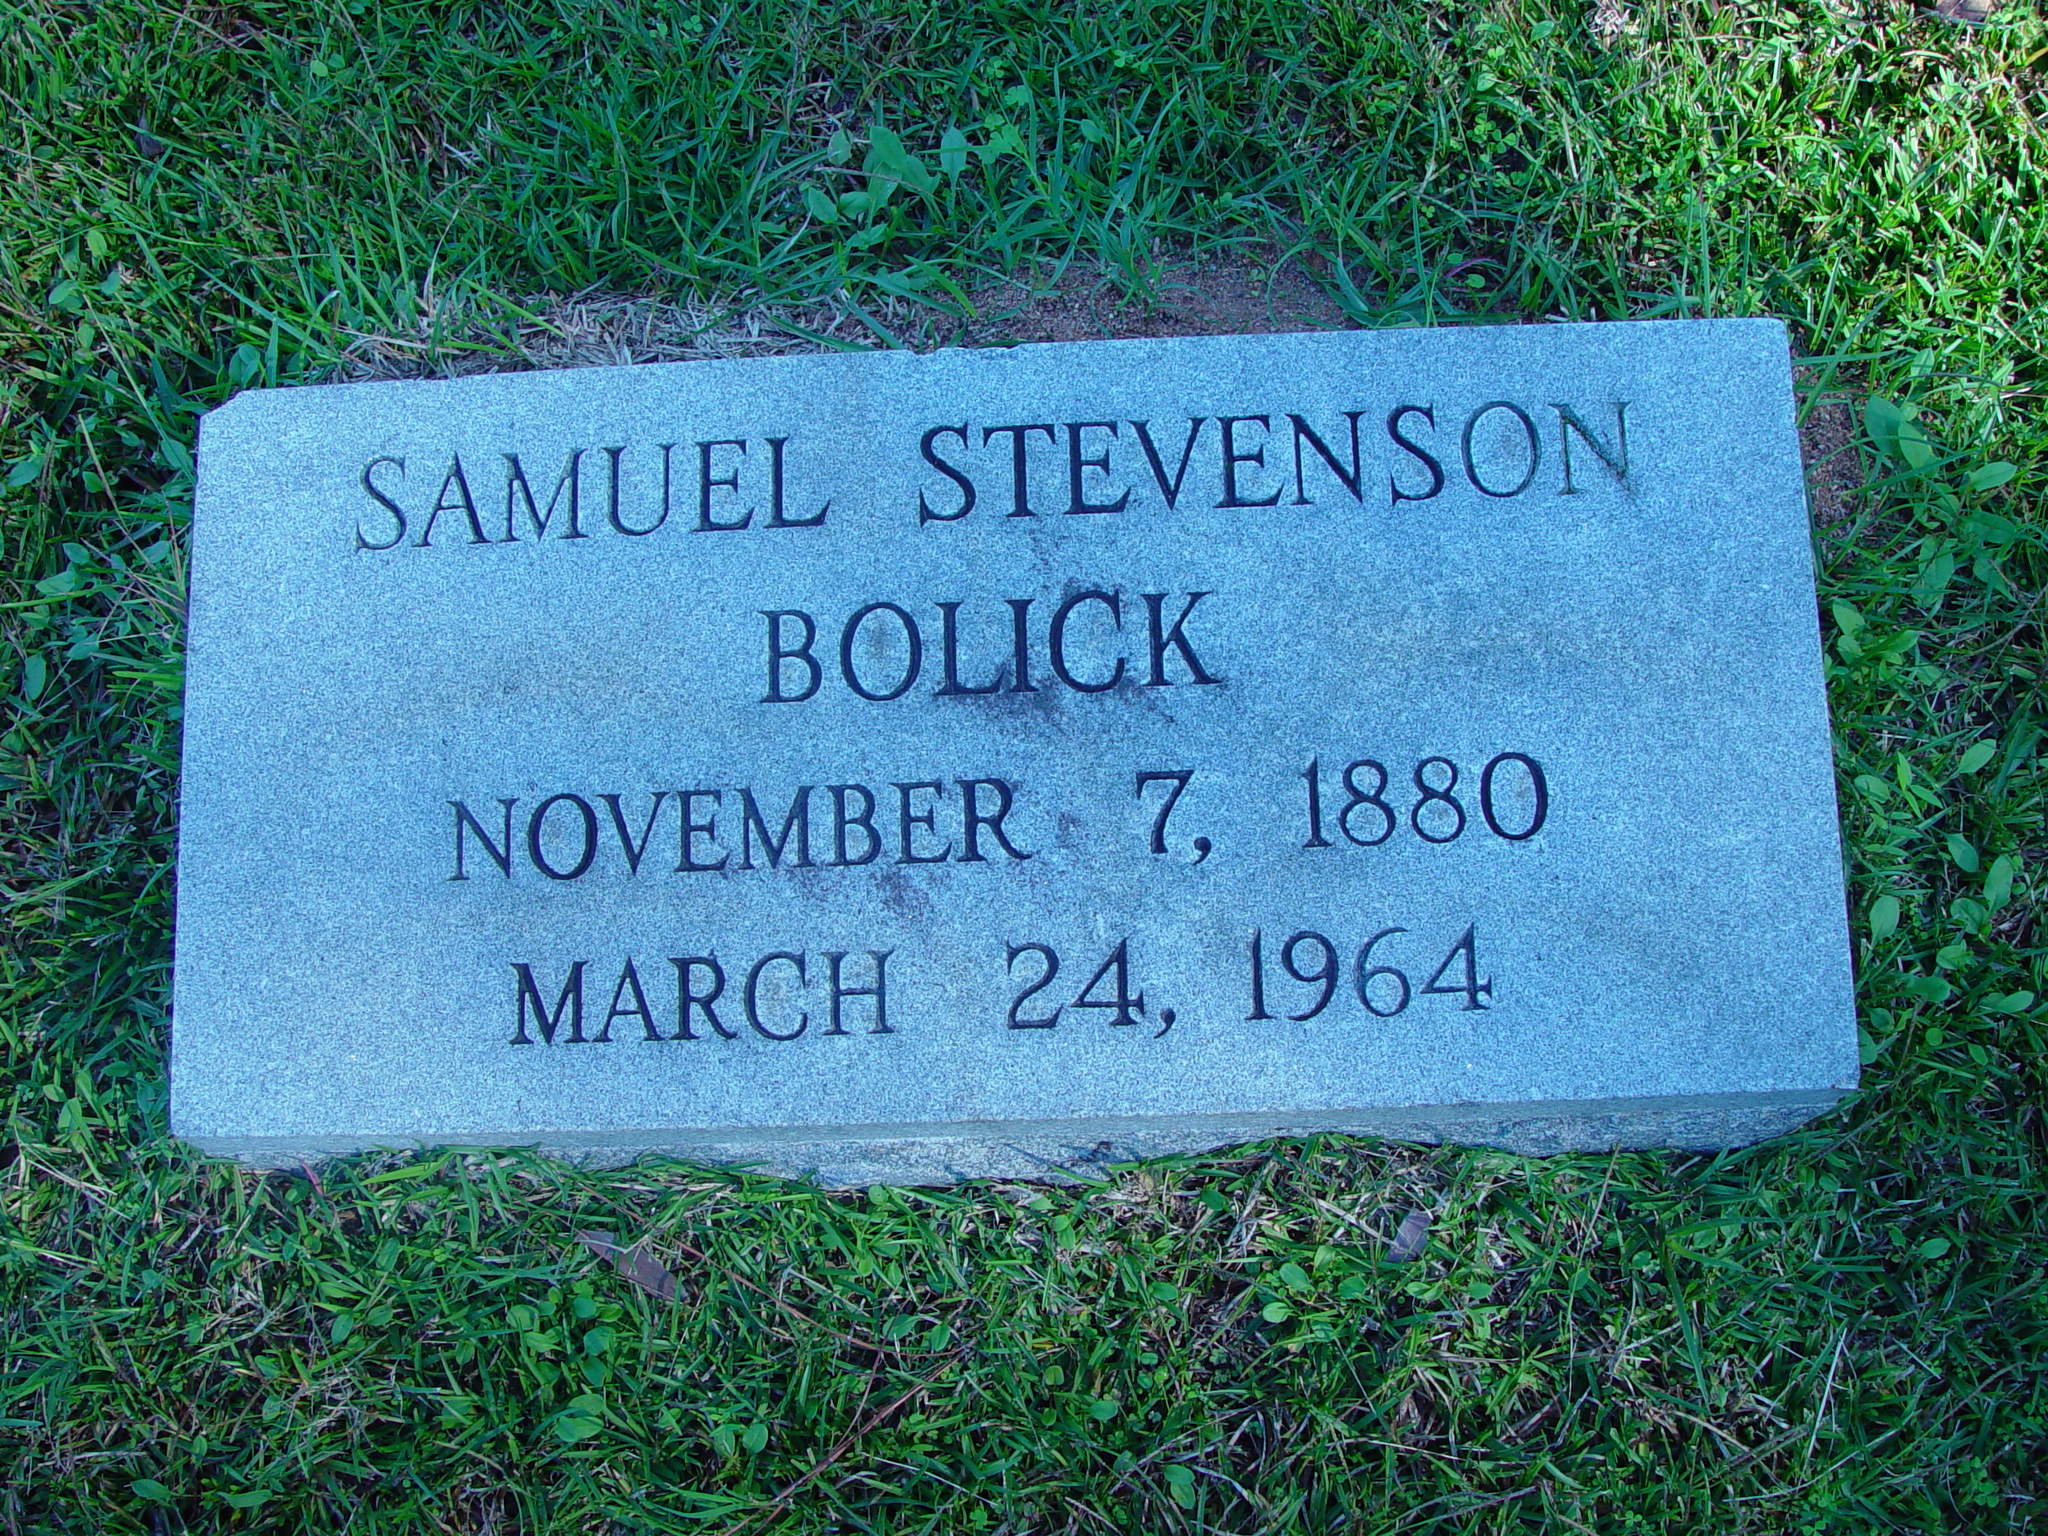 SAMUEL STEVENSON
BOLICK
NOVEMBER 7, 1880
MARCH 24, 1964